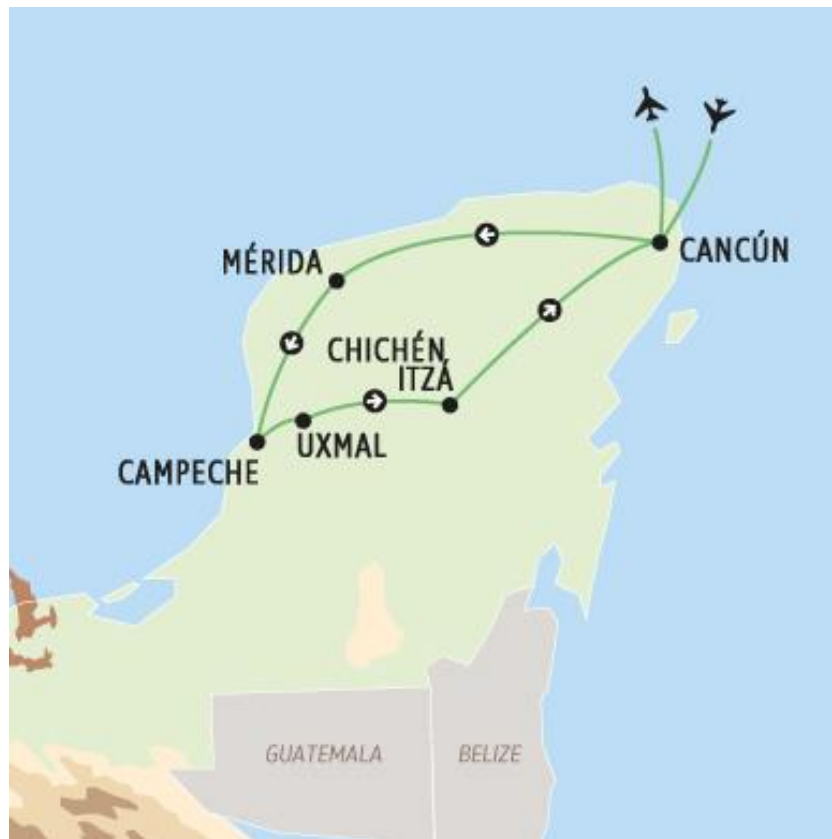 CANCÚN
MÉRIDA
CHICHÉN
ITZÁ
UXMAL
CAMPECHE
GUATEMALA
BELIZE